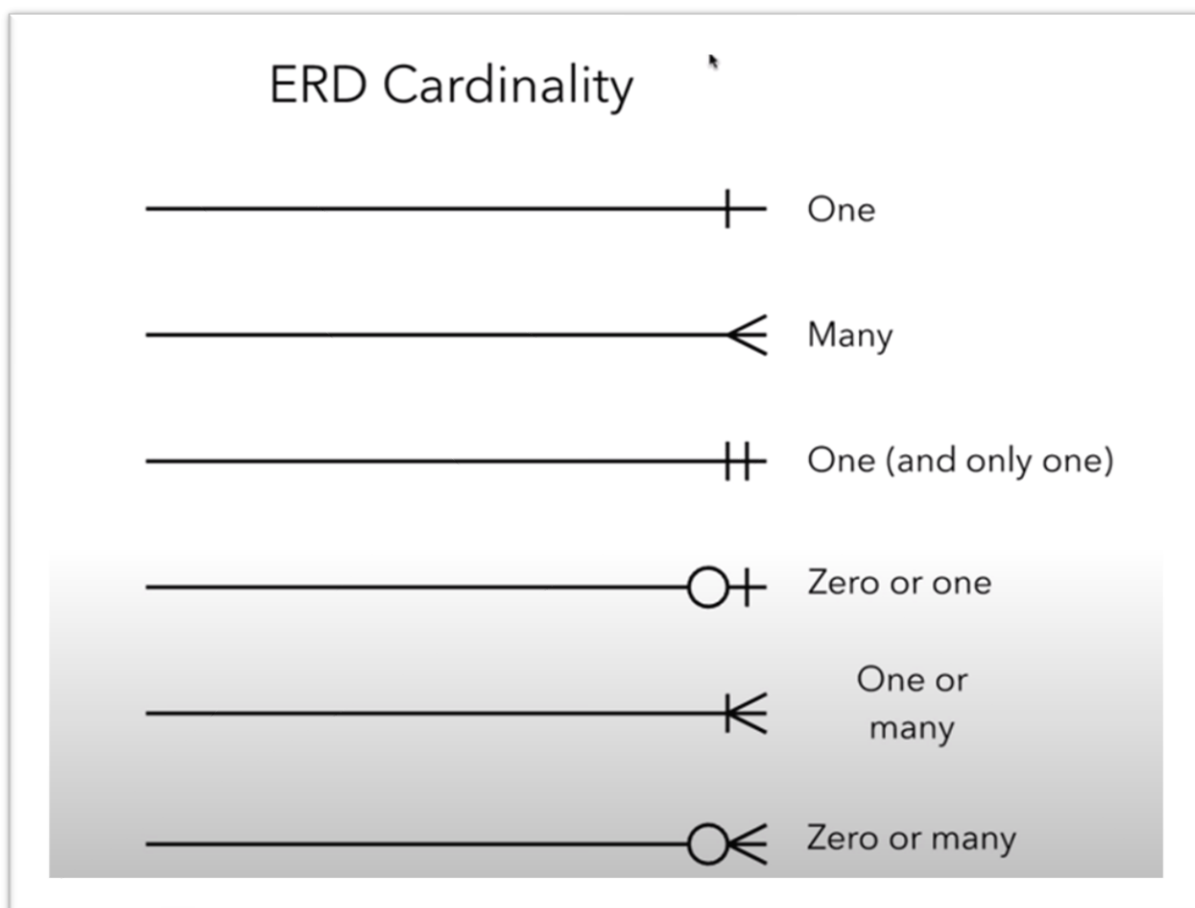 ERD Cardinality
One
Many
One (and only one)
Zero or one
One or
many
Zero or many